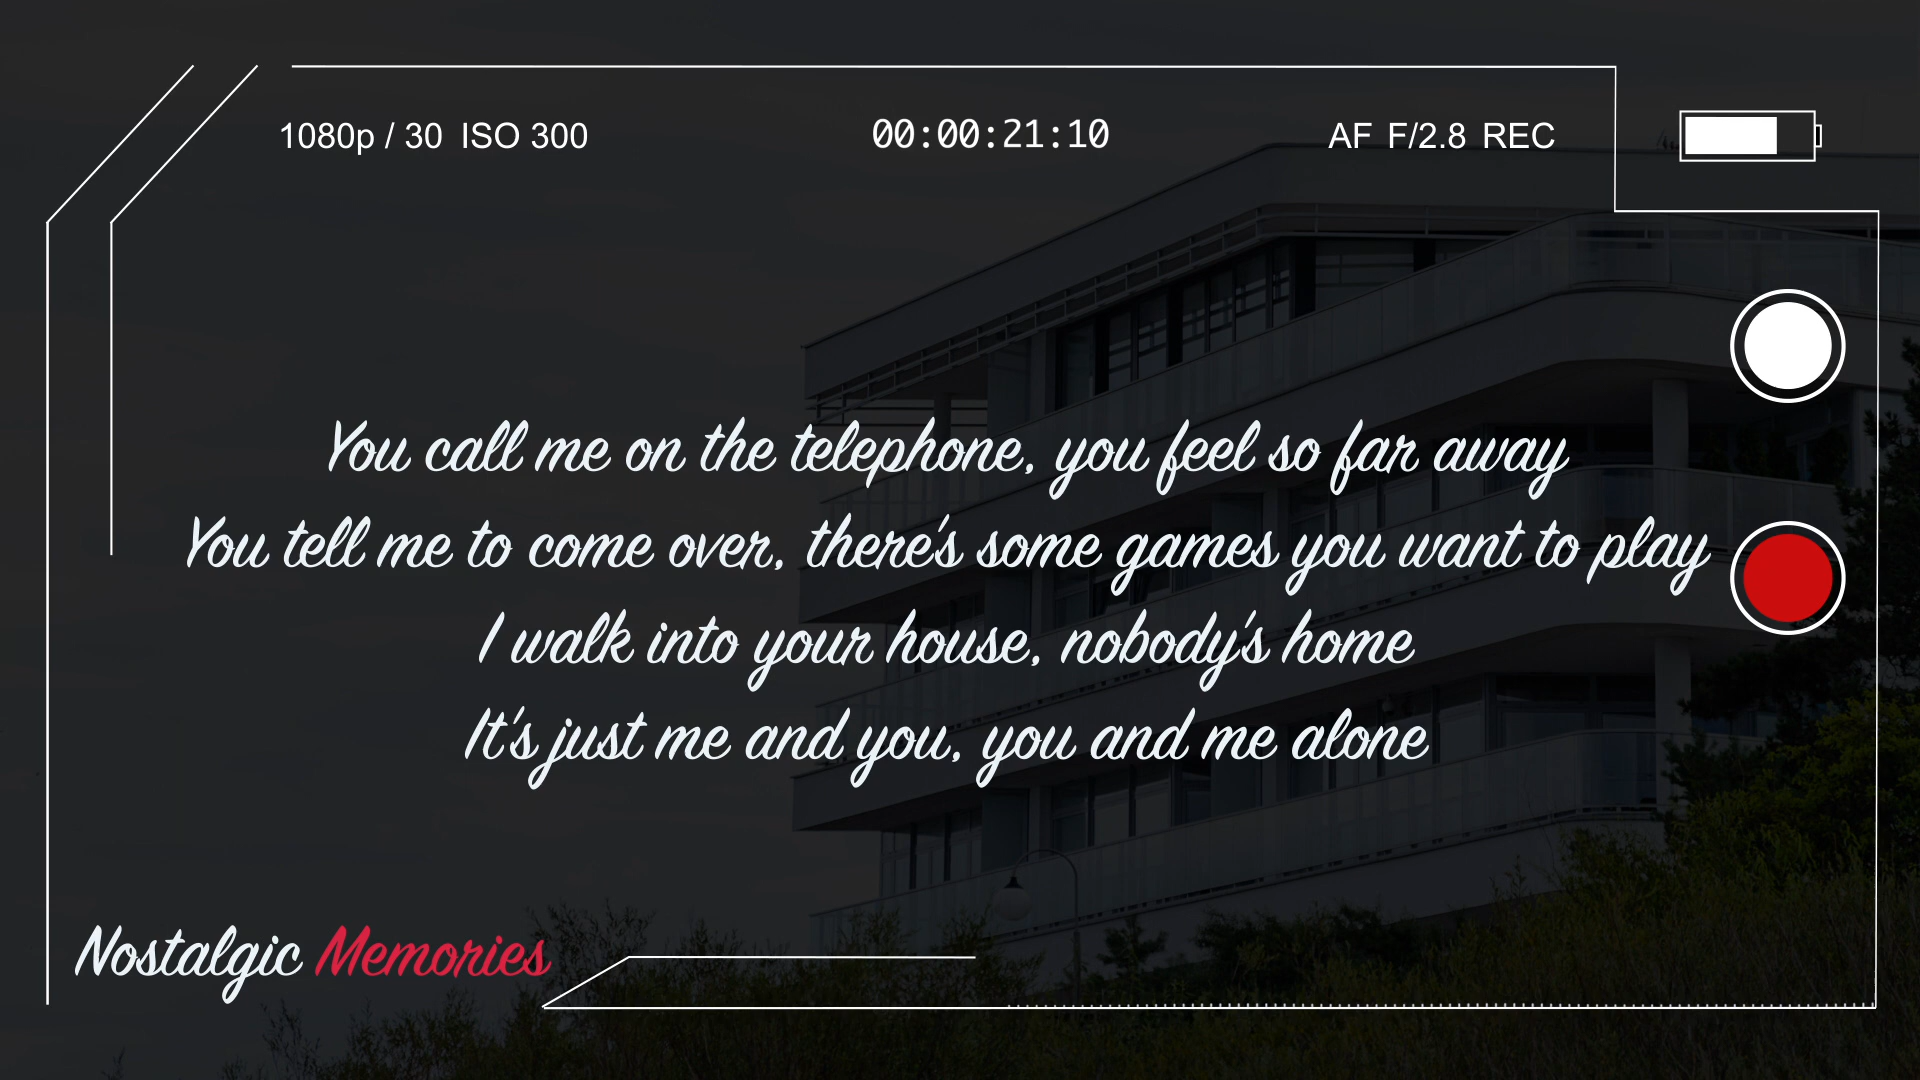 1080p / 30 ISO 300
00:00:21:10
AF F/2.8 REC
You call me on the telephone, you feel so far away
You tell me to come over, there's some games you want to play
I walk into your house, nobody's home
It's just me and you, you and me alone
Nostalgic Memories